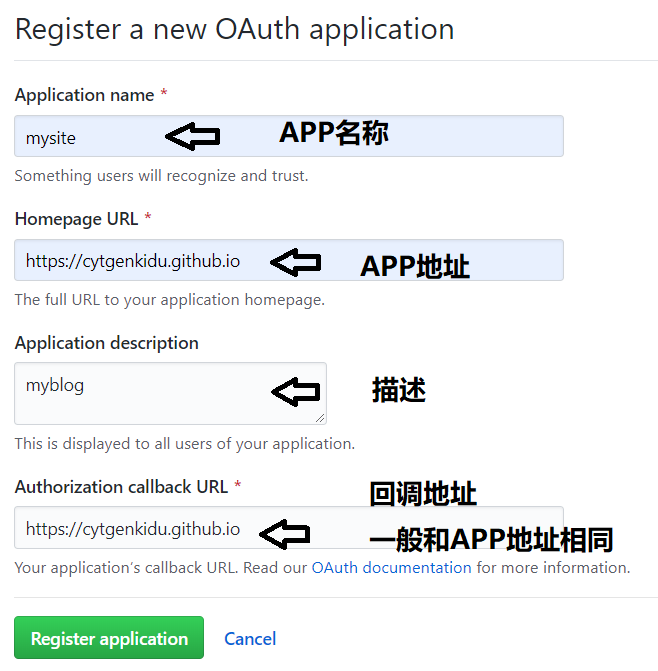 Register a new OAuth application
Application name *
mysite
APP名称
Something users will recognize and trust.
Homepage URL *
https://cytgenkidu.github.io
APP地址
The full URL to your application homepage.
Application description
myblog
描述
This is displayed to all users of your application.
Authorization callback URL *
回调地址
https://cytgenkidu.github.io
一般和APP地址相同
Your application's callback URL. Read our OAuth documentation for more information.
Register application
Cancel